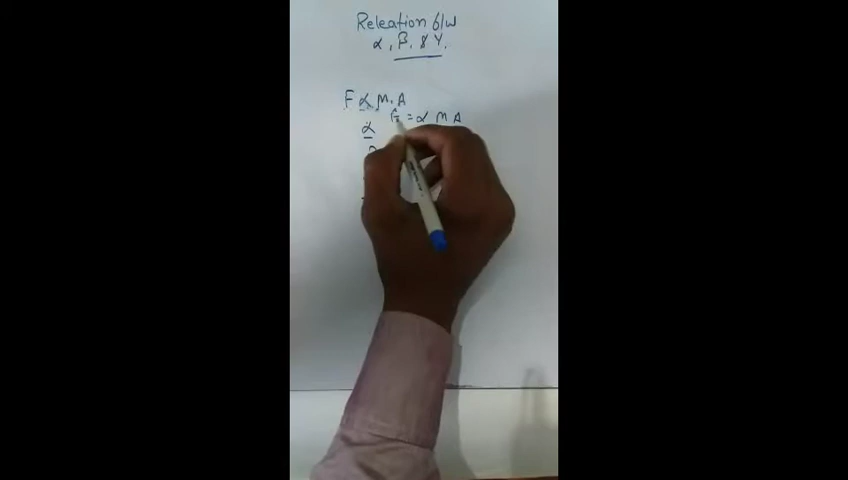 Releation b/w
α, β, & γ.
F α M.A
F = α M A
α